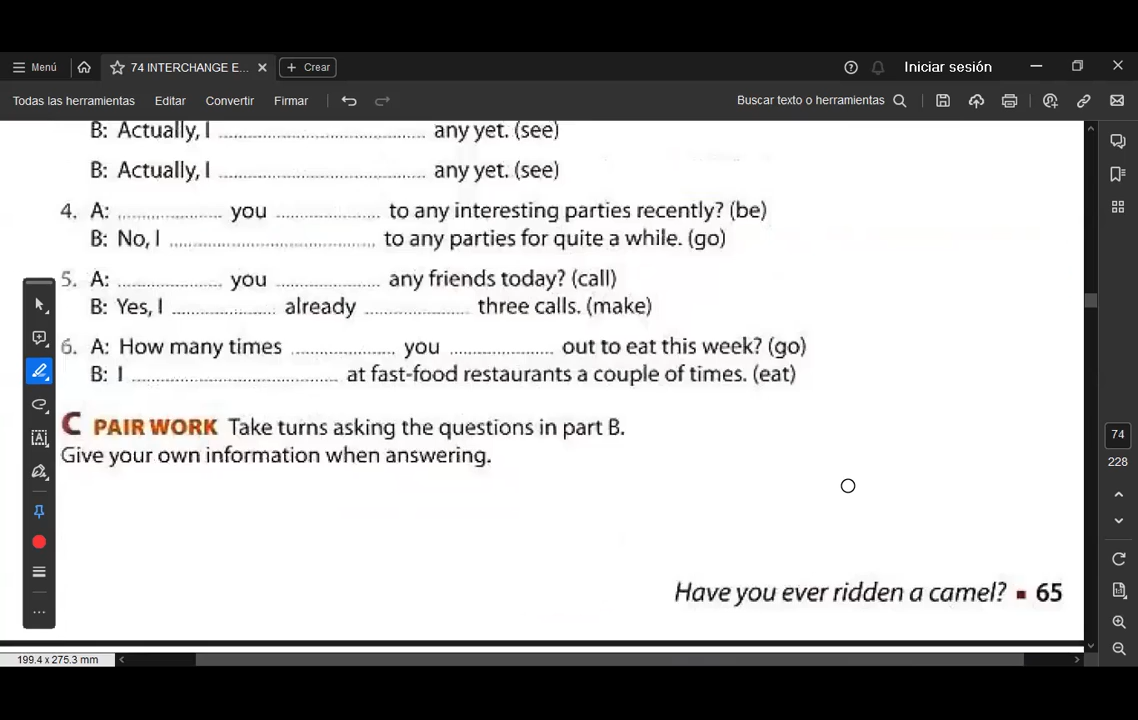 Menú
74 INTERCHANGE E...
Crear
Iniciar sesión
Todas las herramientas Editar Convertir Firmar
Buscar texto o herramientas
B: Actually, I .......................................... any yet. (see)
B: Actually, I .......................................... any yet. (see)
4. A: ..................... you ..................... to any interesting parties recently? (be)
B: No, I .......................................... to any parties for quite a while. (go)
5. A: ..................... you ..................... any friends today? (call)
B: Yes, I ..................... already ..................... three calls. (make)
6. A: How many times ..................... you ..................... out to eat this week? (go)
B: I .......................................... at fast-food restaurants a couple of times. (eat)
C PAIR WORK Take turns asking the questions in part B.
Give your own information when answering.
74
228
Have you ever ridden a camel? ■ 65
199.4 x 275.3 mm